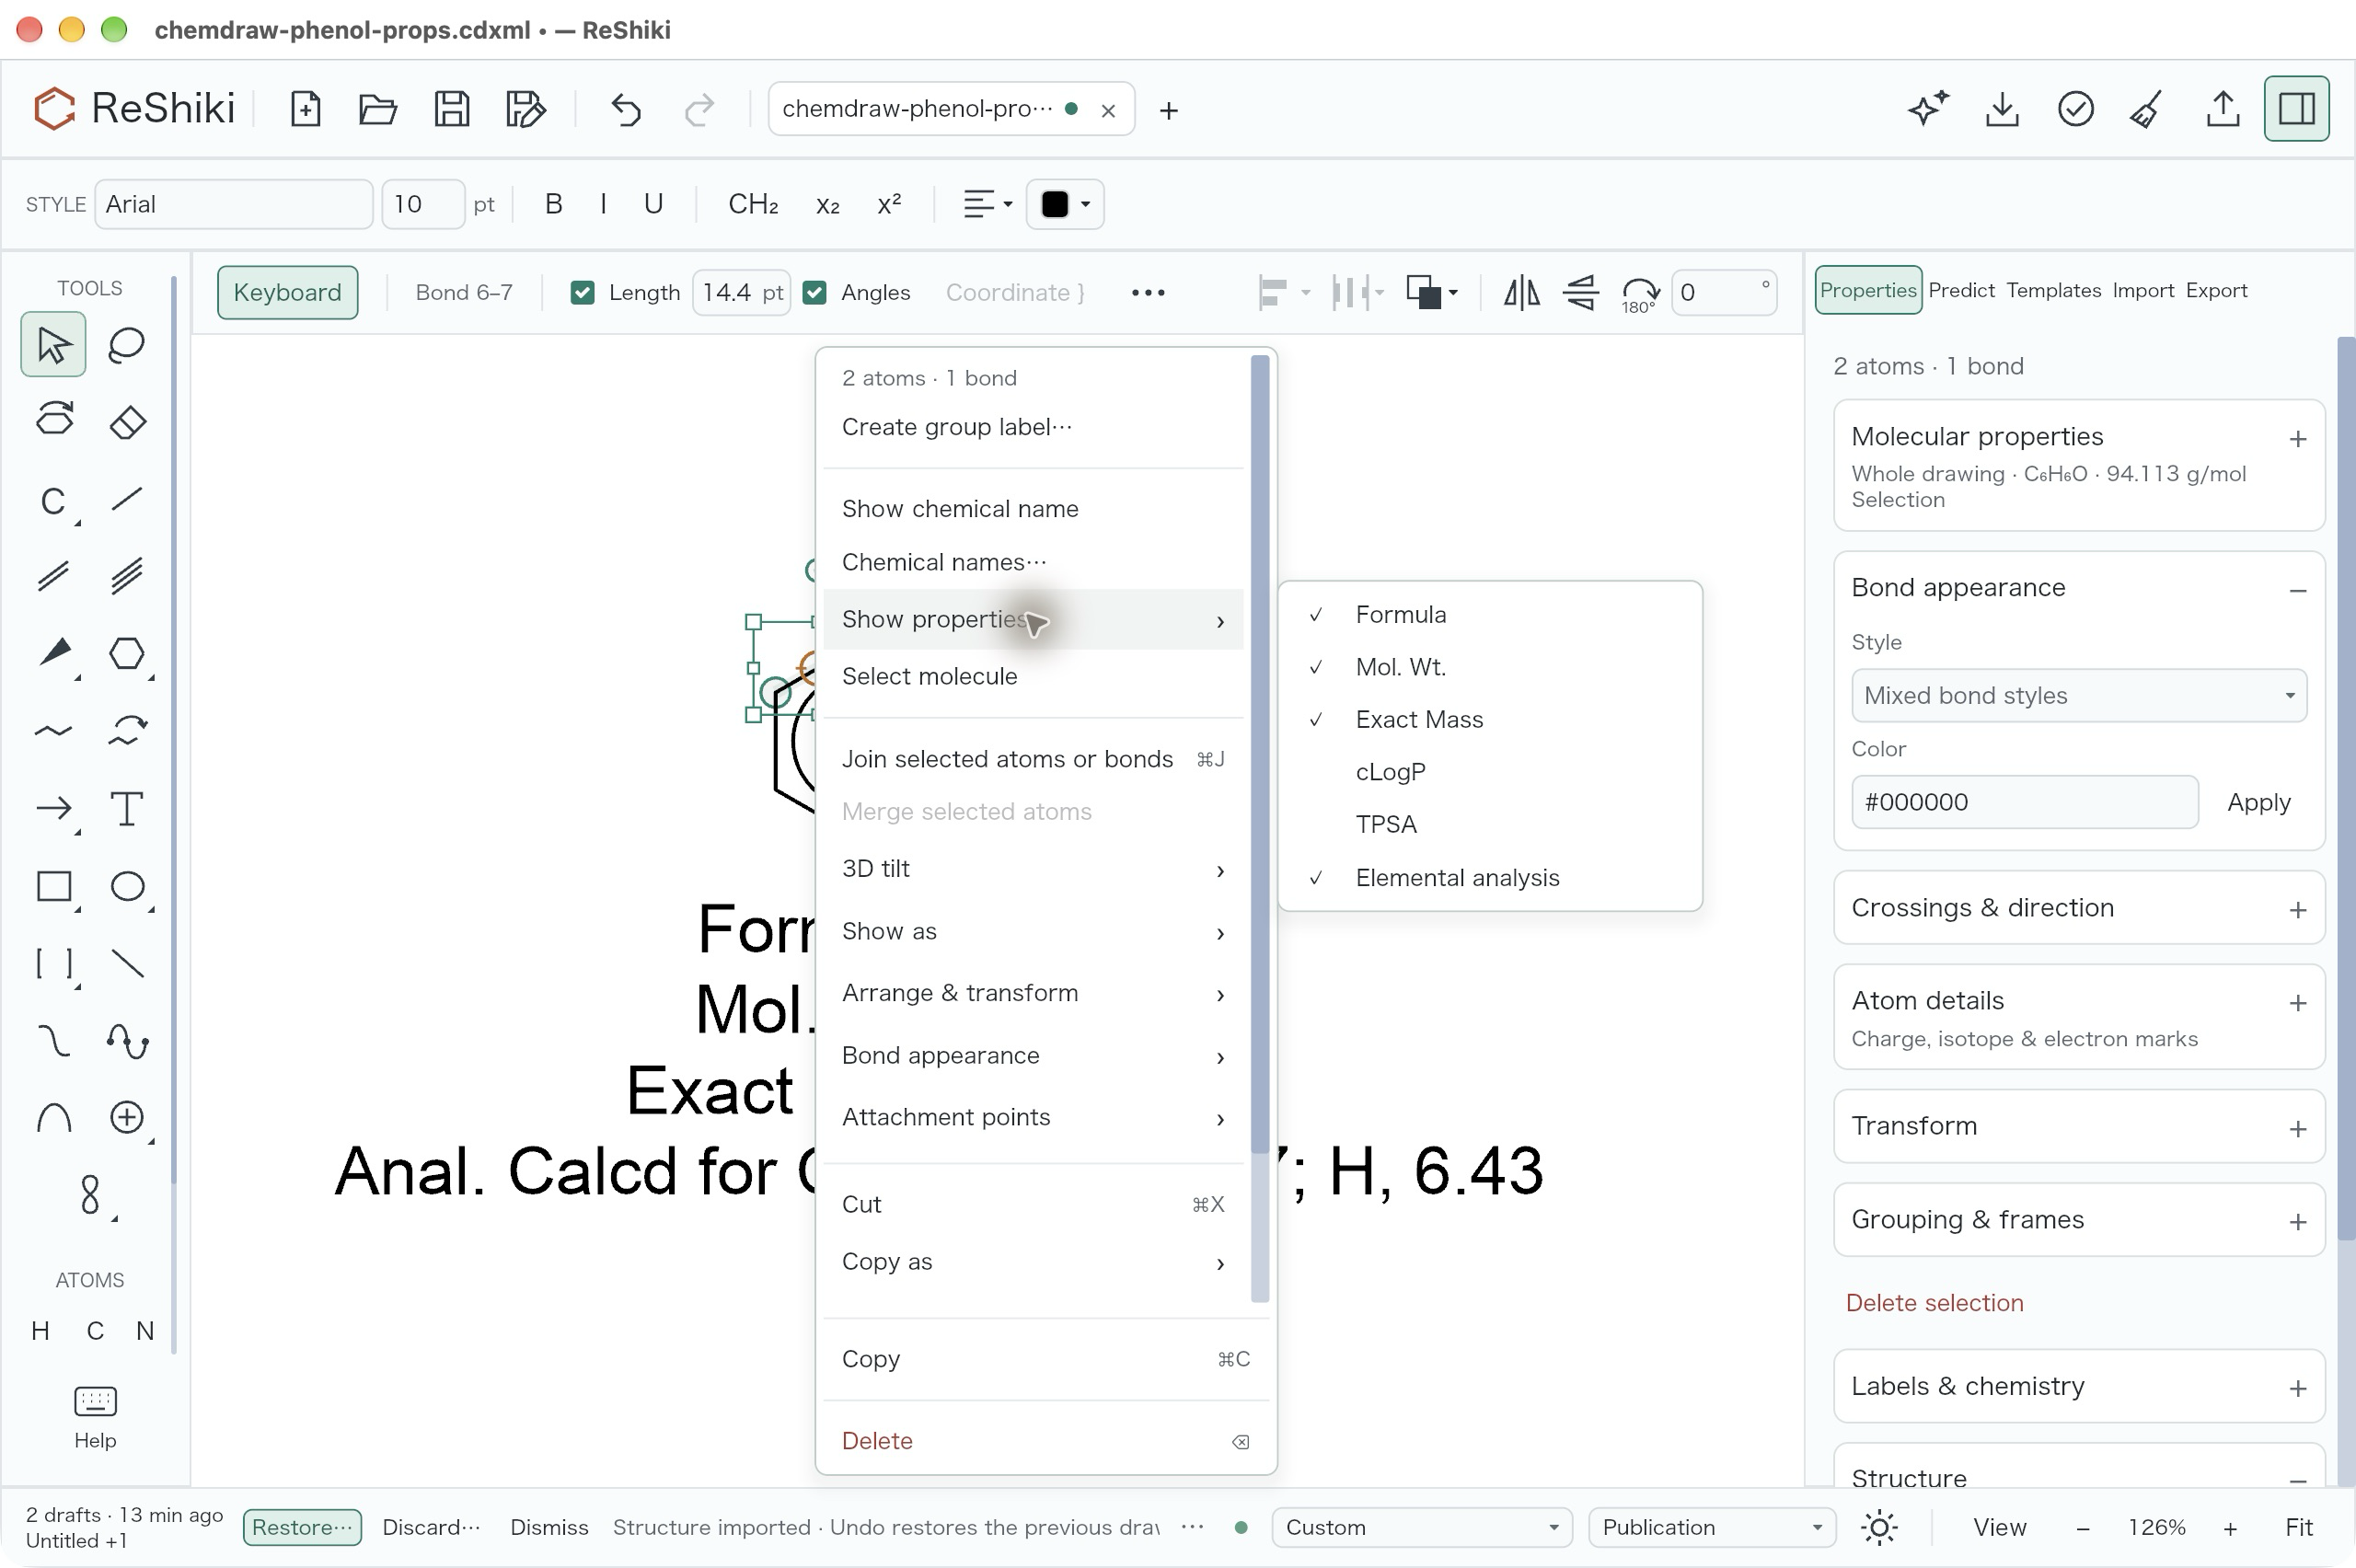 chemdraw-phenol-props.cdxml • — ReShiki
ReShiki
chemdraw-phenol-pro···
STYLE Arial 10 pt B I U CH₂ x₂ x²
TOOLS
Keyboard Bond 6–7 Length 14.4 pt Angles Coordinate 180° 0 °
Properties Predict Templates Import Export
C
T
ATOMS
H C N
Help
2 atoms · 1 bond
Create group label···
Show chemical name
Chemical names···
Show properties
Select molecule
Join selected atoms or bonds ⌘J
Merge selected atoms
3D tilt
Show as
Arrange & transform
Bond appearance
Attachment points
Cut ⌘X
Copy as
Copy ⌘C
Delete
✓ Formula
✓ Mol. Wt.
✓ Exact Mass
cLogP
TPSA
✓ Elemental analysis
Mol.
Exact
Anal. Calcd for
; H, 6.43
2 atoms · 1 bond
Molecular properties +
Whole drawing · C₆H₆O · 94.113 g/mol
Selection
Bond appearance –
Style
Mixed bond styles
Color
#000000 Apply
Crossings & direction +
Atom details +
Charge, isotope & electron marks
Transform +
Grouping & frames +
Delete selection
Labels & chemistry +
Structure –
2 drafts · 13 min ago
Untitled +1
Restore··· Discard··· Dismiss Structure imported · Undo restores the previous ··· Custom Publication View – 126% + Fit